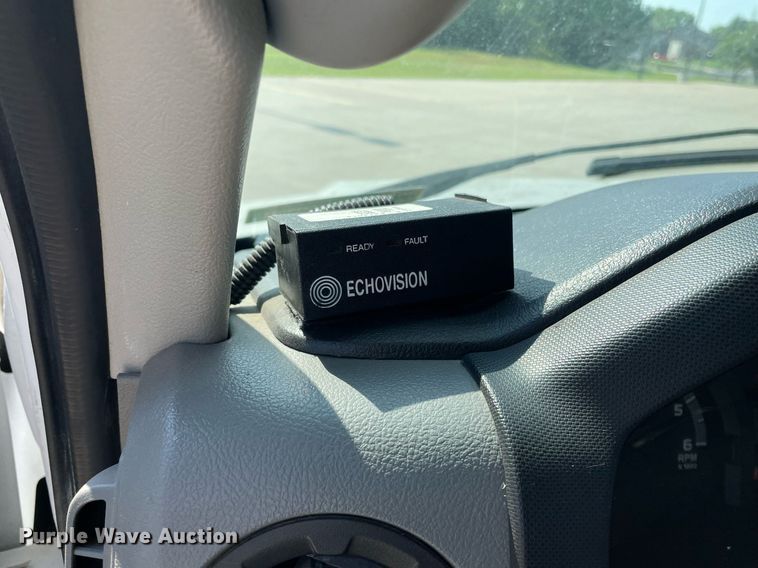 READY FAULT
ECHOVISION
5
6
RPM
Purple Wave Auction